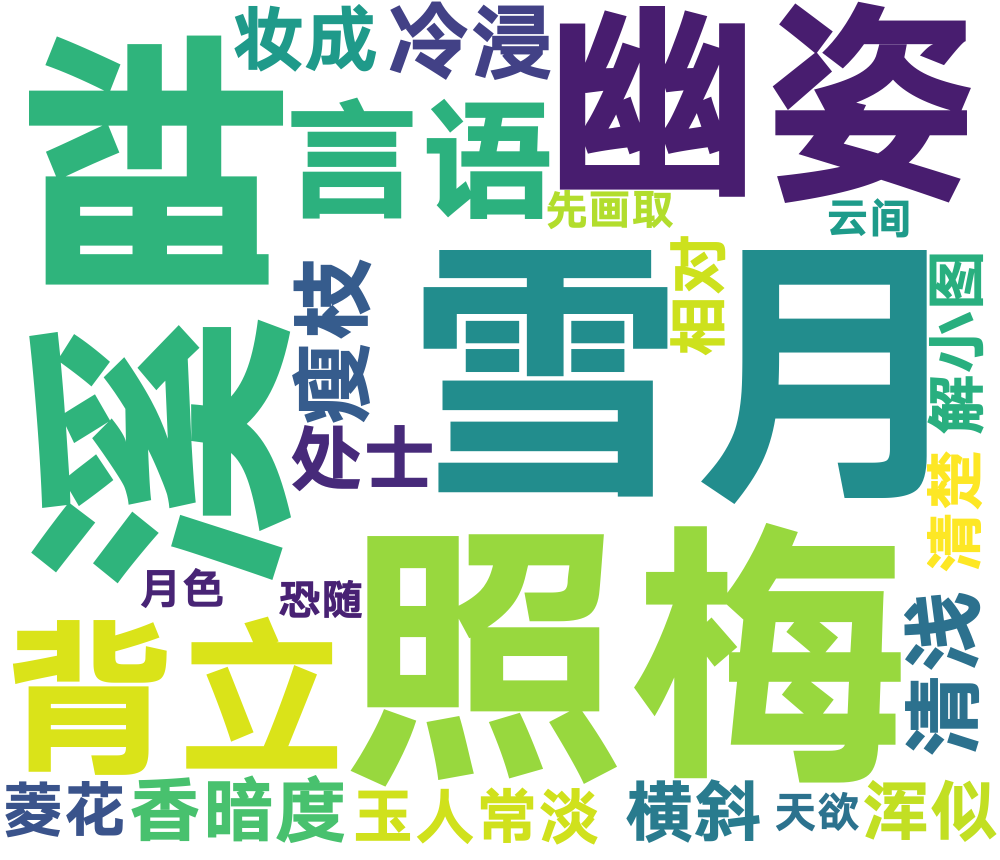 妆成
冷浸
幽姿
溪畔
言语
先画取
云间
雪月
相对
解小图
瘦枝
处士
清楚
月色
恐随
照梅
背立
清浅
菱花
香暗度
玉人常淡
横斜
天欲
浑似